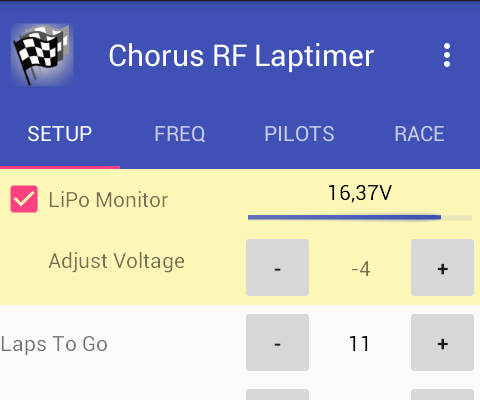 Chorus RF Laptimer
SETUP FREQ PILOTS RACE
LiPo Monitor 16,37V
Adjust Voltage - -4 +
Laps To Go - 11 +